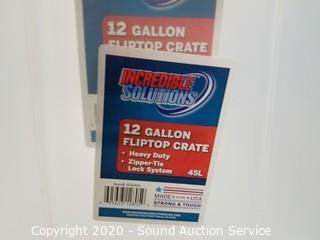 12 GALLON
FLIPTOP CRATE
INCREDIBLE
SOLUTIONS
12 GALLON
FLIPTOP CRATE
• Heavy Duty
• Zipper-Tie
Lock System
45L
MADE IN THE USA
STRONG & TOUGH
Copyright 2020 - Sound Auction Service